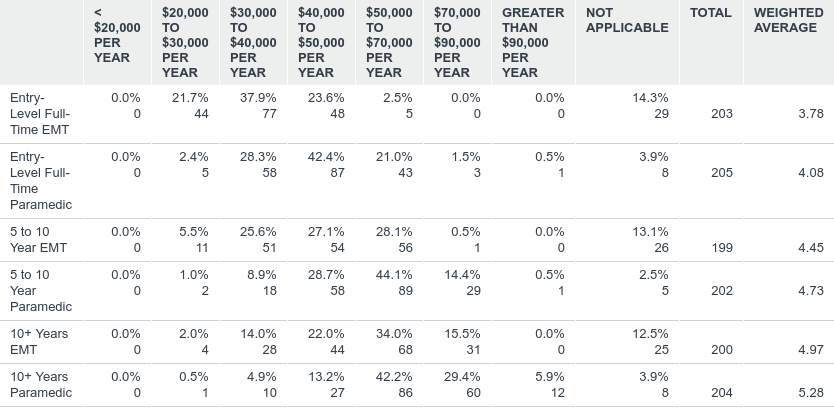 < $20,000 PER YEAR	$20,000 TO $30,000 PER YEAR	$30,000 TO $40,000 PER YEAR	$40,000 TO $50,000 PER YEAR	$50,000 TO $70,000 PER YEAR	$70,000 TO $90,000 PER YEAR	GREATER THAN $90,000 PER YEAR	NOT APPLICABLE	TOTAL	WEIGHTED AVERAGE
Entry-	0.0%	21.7%	37.9%	23.6%	2.5%	0.0%	0.0%	14.3%
Level Full-	0	44	77	48	5	0	0	29	203	3.78
Time EMT
Entry-	0.0%	2.4%	28.3%	42.4%	21.0%	1.5%	0.5%	3.9%
Level Full-	0	5	58	87	43	3	1	8	205	4.08
Time
Paramedic
5 to 10	0.0%	5.5%	25.6%	27.1%	28.1%	0.5%	0.0%	13.1%
Year EMT	0	11	51	54	56	1	0	26	199	4.45
5 to 10	0.0%	1.0%	8.9%	28.7%	44.1%	14.4%	0.5%	2.5%
Year	0	2	18	58	89	29	1	5	202	4.73
Paramedic
10+ Years	0.0%	2.0%	14.0%	22.0%	34.0%	15.5%	0.0%	12.5%
EMT	0	4	28	44	68	31	0	25	200	4.97
10+ Years	0.0%	0.5%	4.9%	13.2%	42.2%	29.4%	5.9%	3.9%
Paramedic	0	1	10	27	86	60	12	8	204	5.28